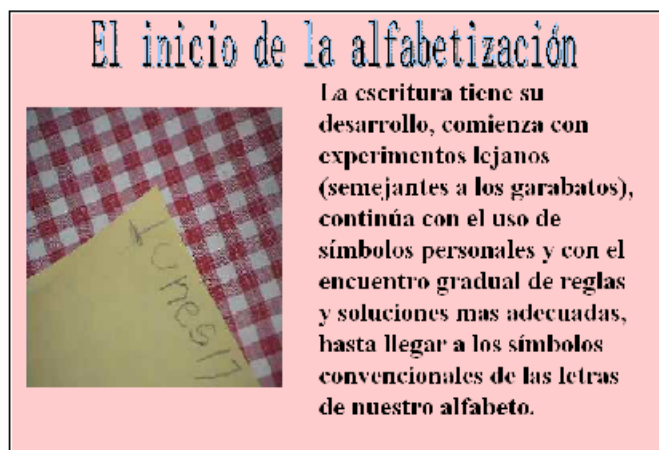 El inicio de la alfabetización
La escritura tiene su
desarrollo, comienza con
experimentos lejanos
(semejantes a los garabatos),
continúa con el uso de
símbolos personales y con el
encuentro gradual de reglas
y soluciones mas adecuadas,
hasta llegar a los símbolos
convencionales de las letras
de nuestro alfabeto.
Lunes 17